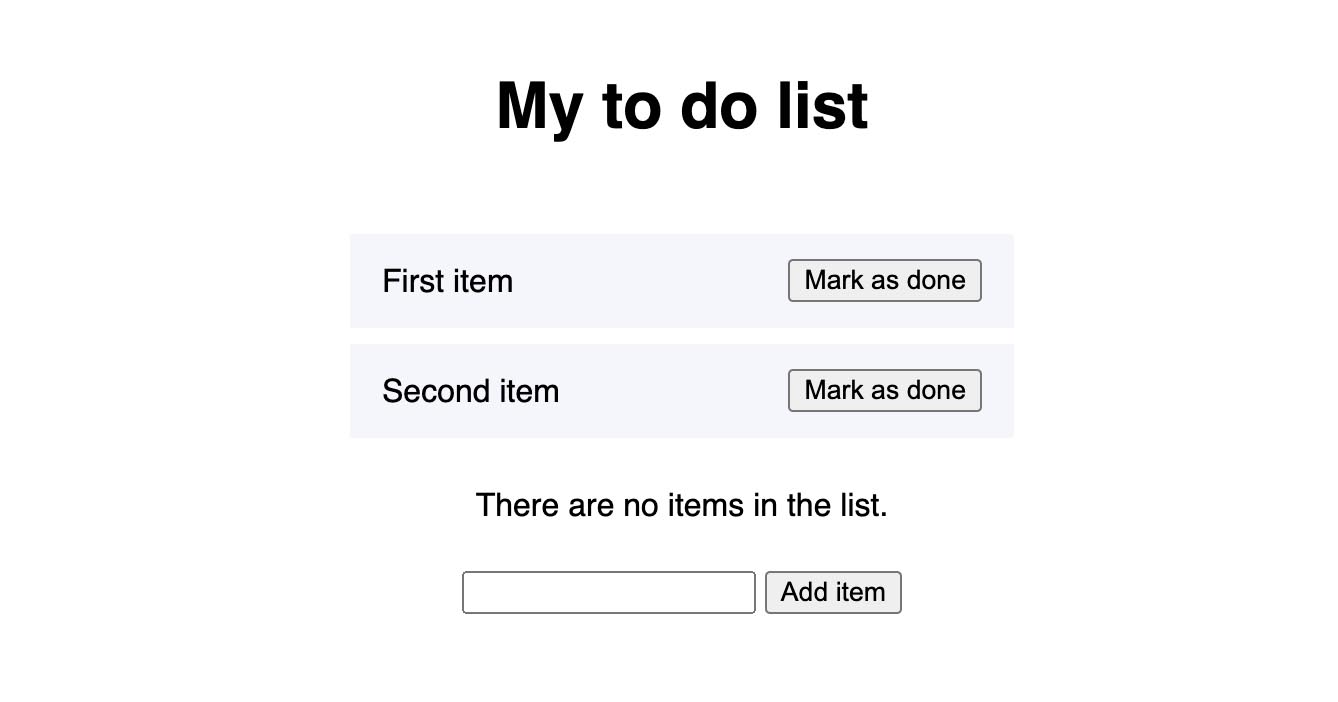 My to do list
First item Mark as done
Second item Mark as done
There are no items in the list.
Add item